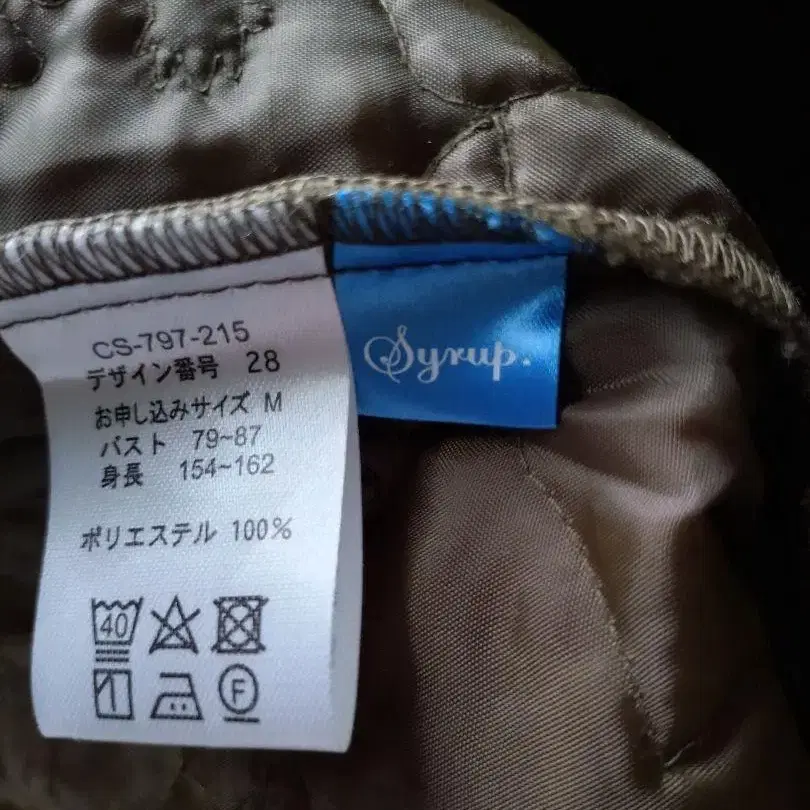 CS-797-215
デザイン番号 28
お申し込みサイズ M
バスト 79~87
身長 154~162
ポリエステル 100%
40
F
Syrup.